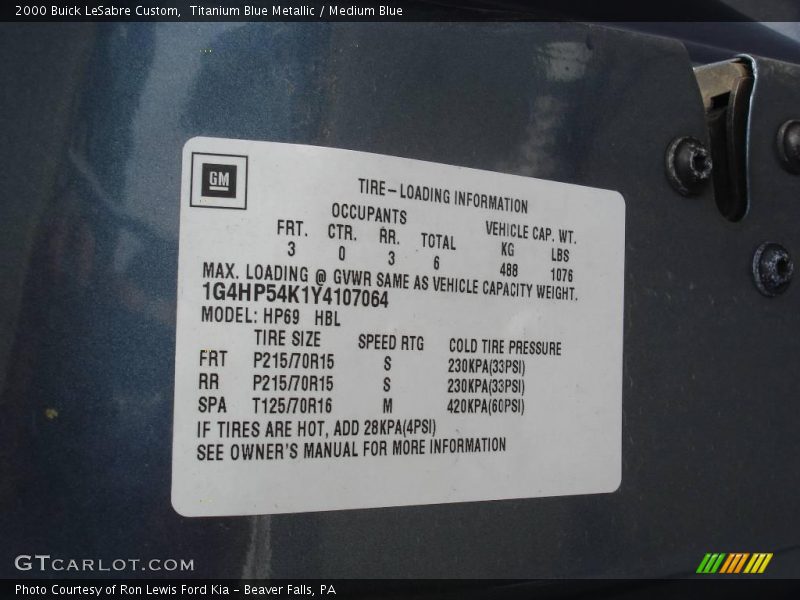 2000 Buick LeSabre Custom,  Titanium Blue Metallic / Medium Blue
GM
TIRE-LOADING INFORMATION
OCCUPANTS VEHICLE CAP. WT.
FRT. CTR. RR. TOTAL KG LBS
3 0 3 6 488 1076
MAX. LOADING @ GVWR SAME AS VEHICLE CAPACITY WEIGHT.
1G4HP54K1Y4107064
MODEL: HP69 HBL
TIRE SIZE SPEED RTG COLD TIRE PRESSURE
FRT P215/70R15 S 230KPA(33PSI)
RR P215/70R15 S 230KPA(33PSI)
SPA T125/70R16 M 420KPA(60PSI)
IF TIRES ARE HOT, ADD 28KPA(4PSI)
SEE OWNER'S MANUAL FOR MORE INFORMATION
GTCARLOT.COM
Photo Courtesy of Ron Lewis Ford Kia - Beaver Falls, PA